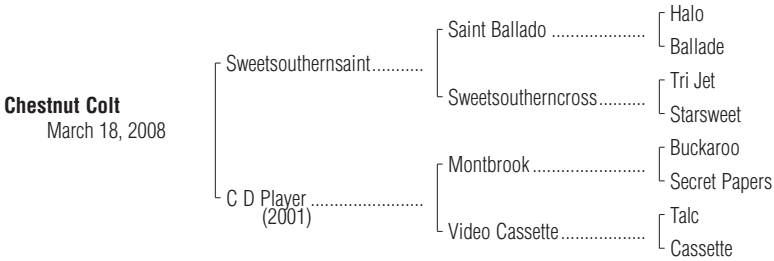 Halo
Saint Ballado ....................
Ballade
Sweetsouthernsaint...........
Tri Jet
Sweetsoutherncross..........
Starsweet
Chestnut Colt
March 18, 2008
Buckaroo
Montbrook ........................
Secret Papers
C D Player ........................
(2001)
Talc
Video Cassette..................
Cassette